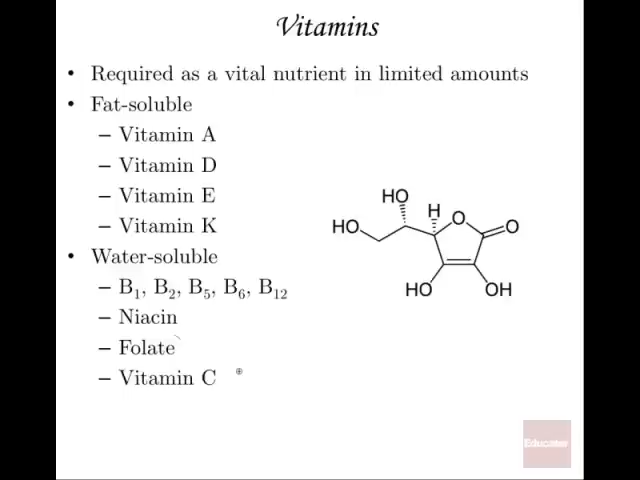 Vitamins
• Required as a vital nutrient in limited amounts
• Fat-soluble
– Vitamin A
– Vitamin D
– Vitamin E
– Vitamin K
HO
H
O
HO
O
• Water-soluble
– B₁, B₂, B₅, B₆, B₁₂
HO
OH
– Niacin
– Folate
– Vitamin C
Educator